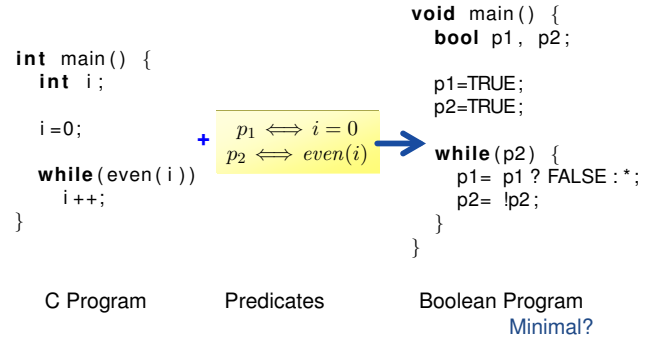 int main() {
int i;
i=0;
while(even(i))
i++;
}
+
p₁ ⟺ i = 0
p₂ ⟺ even(i)
void main() {
bool p1, p2;
p1=TRUE;
p2=TRUE;
while(p2) {
p1= p1 ? FALSE : *;
p2= !p2;
}
}
C Program
Predicates
Boolean Program
Minimal?